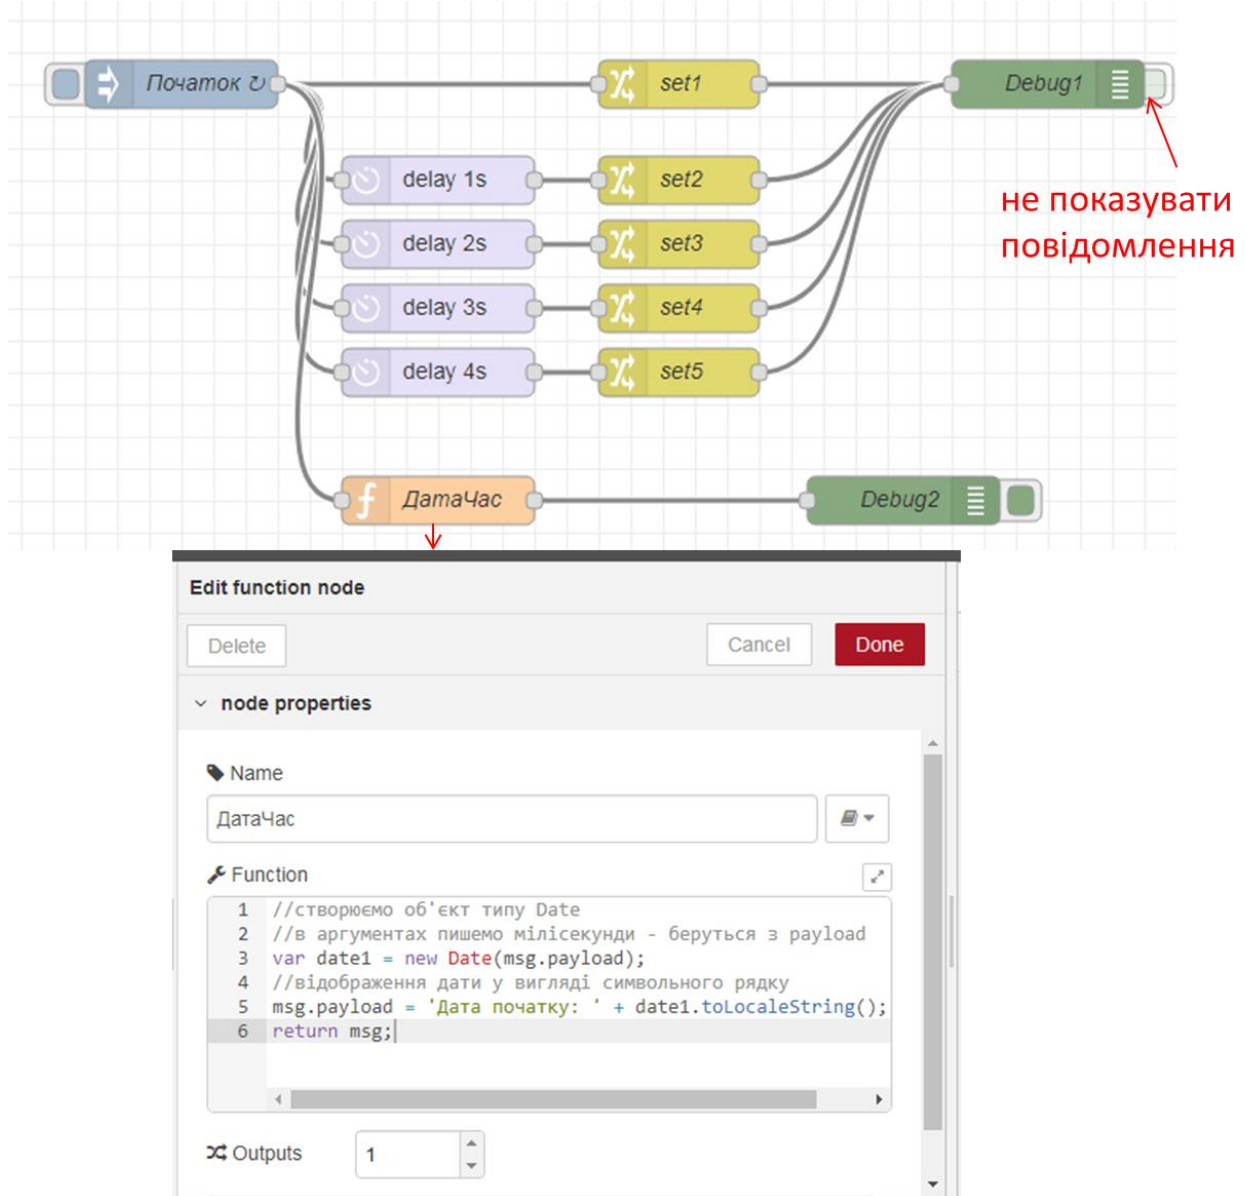 Початок ↻
set1
Debug1
delay 1s
set2
не показувати
повідомлення
delay 2s
set3
delay 3s
set4
delay 4s
set5
ДатаЧас
Debug2
Edit function node
Delete
Cancel
Done
node properties
Name
ДатаЧас
Function
1 //створюємо об'єкт типу Date
2 //в аргументах пишемо мілісекунди - беруться з payload
3 var date1 = new Date(msg.payload);
4 //відображення дати у вигляді символьного рядку
5 msg.payload = 'Дата початку: ' + date1.toLocaleString();
6 return msg;
Outputs
1